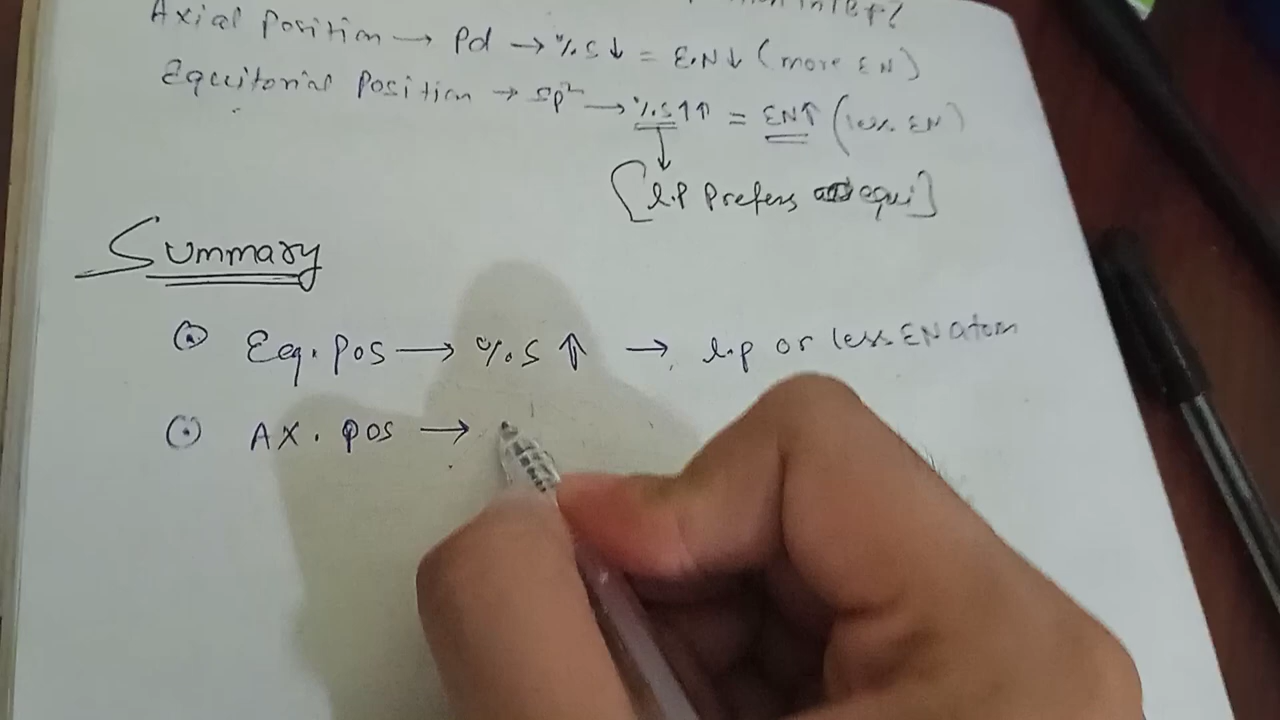 Axial Position → Pd → %S↓ = E.N↓ (more EN)
Equitorial Position → sp² → %S↑↑ = EN↑ (less EN)
[l.p Prefers equi]
Summary
Eq. Pos → %S ↑ → l.p or less EN atom
AX. pos →